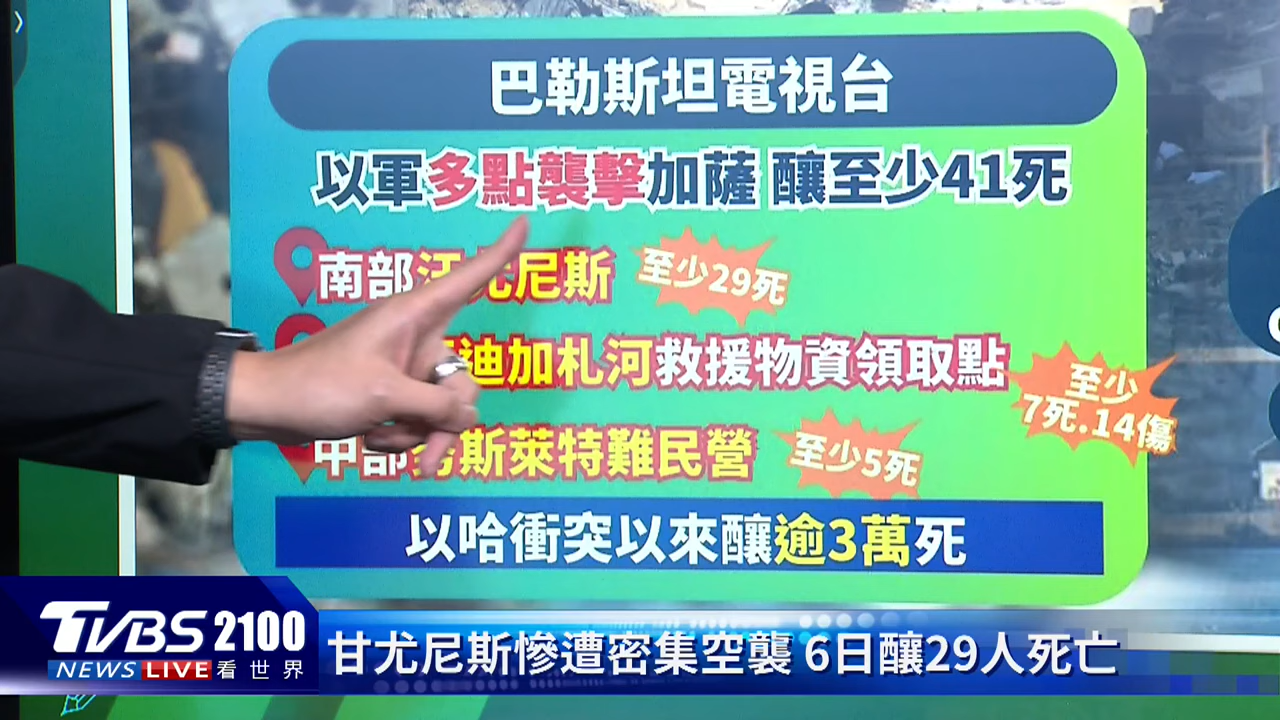 巴勒斯坦電視台
以軍多點襲擊加薩 釀至少41死
南部 尤尼斯 至少29死
迪加札河救援物資領取點
至少
7死.14傷
中部 斯萊特難民營 至少5死
以哈衝突以來釀逾3萬死
TVBS 2100
NEWS LIVE 看世界
甘尤尼斯慘遭密集空襲 6日釀29人死亡